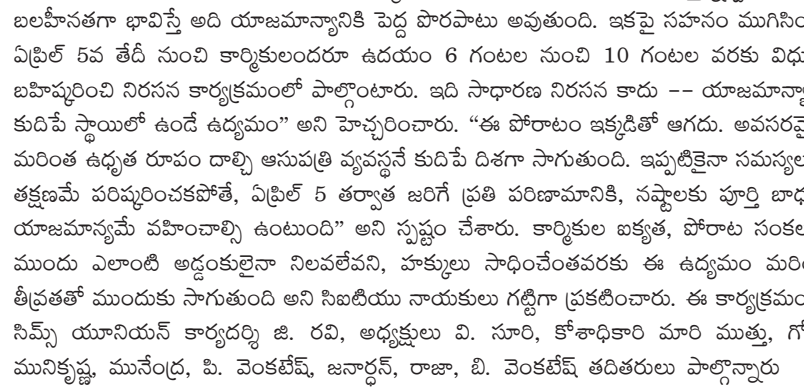 బలహీనతగా భావిస్తే అది యాజమాన్యానికి పెద్ద పొరపాటు అవుతుంది. ఇకపై సహనం ముగిసిం
ఏప్రిల్ 5వ తేదీ నుంచి కార్మికులందరూ ఉదయం 6 గంటల నుంచి 10 గంటల వరకు విధు
బహిష్కరించి నిరసన కార్యక్రమంలో పాల్గొంటారు. ఇది సాధారణ నిరసన కాదు -- యాజమాన్యా
కుదిపే స్థాయిలో ఉండే ఉద్యమం” అని హెచ్చరించారు. “ఈ పోరాటం ఇక్కడితో ఆగదు. అవసరమై
మరింత ఉధృత రూపం దాల్చి ఆసుపత్రి వ్యవస్థనే కుదిపే దిశగా సాగుతుంది. ఇప్పటికైనా సమస్యల
తక్షణమే పరిష్కరించకపోతే, ఏప్రిల్ 5 తర్వాత జరిగే ప్రతి పరిణామానికి, నష్టాలకు పూర్తి బాధ
యాజమాన్యమే వహించాల్సి ఉంటుంది” అని స్పష్టం చేశారు. కార్మికుల ఐక్యత, పోరాట సంకల
ముందు ఎలాంటి అడ్డంకులైనా నిలవలేవని, హక్కులు సాధించేంతవరకు ఈ ఉద్యమం మరిం
తీవ్రతతో ముందుకు సాగుతుంది అని సిఐటియు నాయకులు గట్టిగా ప్రకటించారు. ఈ కార్యక్రమం
సిమ్స్ యూనియన్ కార్యదర్శి జి. రవి, అధ్యక్షులు వి. సూరి, కోశాధికారి మారి ముత్తు, గో
మునికృష్ణ, మునేంద్ర, పి. వెంకటేష్, జనార్ధన్, రాజా, బి. వెంకటేష్ తదితరులు పాల్గొన్నారు